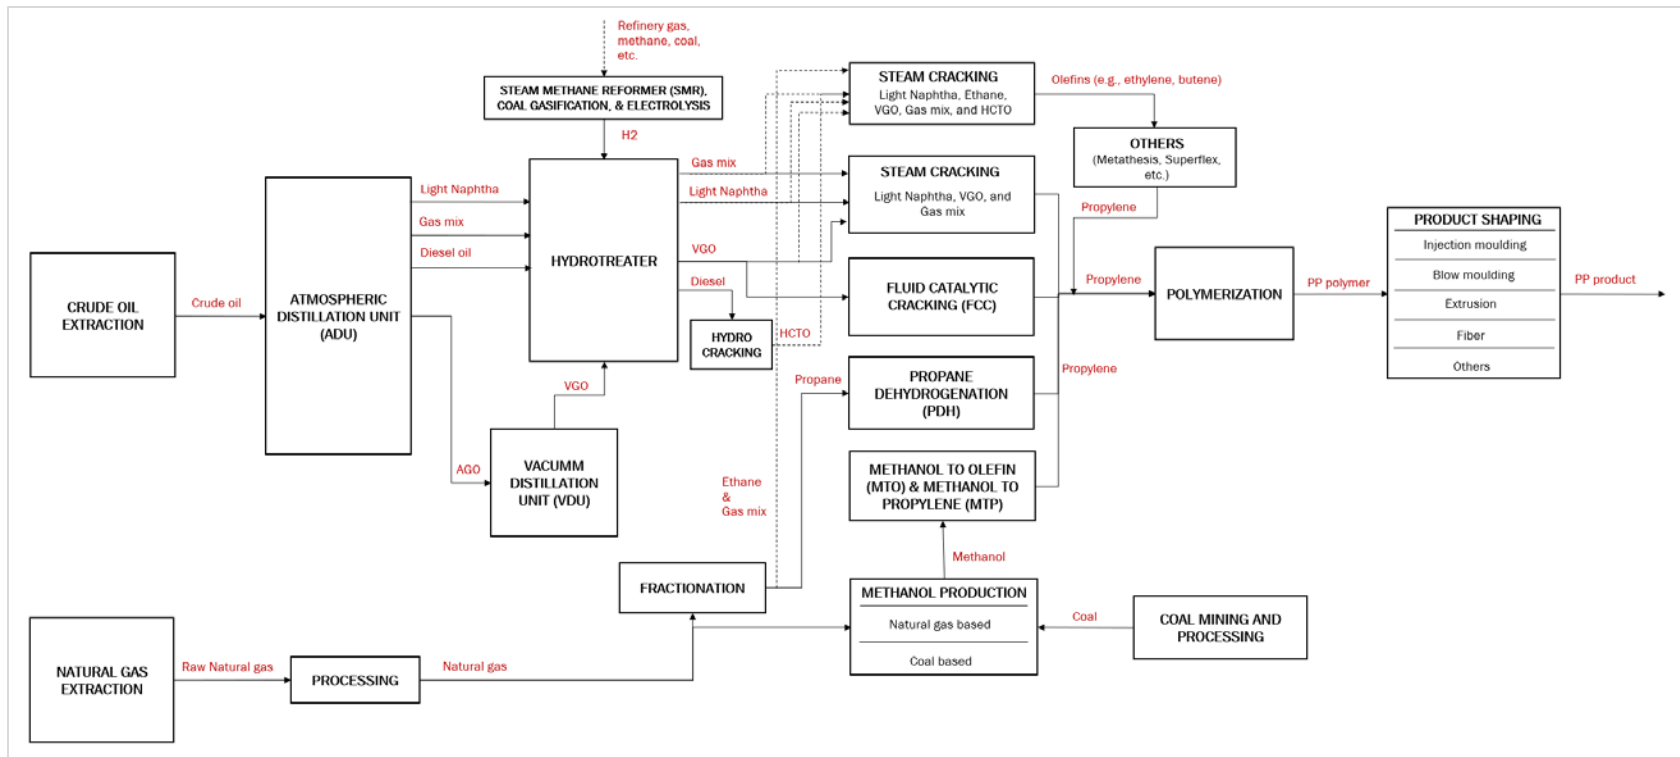 Refinery gas,
methane, coal,
etc.
STEAM METHANE REFORMER (SMR),
COAL GASIFICATION, & ELECTROLYSIS
H2
STEAM CRACKING
Light Naphtha, Ethane,
VGO, Gas mix, and HCTO
Olefins (e.g., ethylene, butene)
OTHERS
(Metathesis, Superflex,
etc.)
Propylene
Gas mix
Light Naphtha
STEAM CRACKING
Light Naphtha, VGO, and
Gas mix
Light Naphtha
Gas mix
Diesel oil
HYDROTREATER
VGO
Diesel
HYDRO
CRACKING
HCTO
FLUID CATALYTIC
CRACKING (FCC)
Propylene
POLYMERIZATION
PP polymer
PRODUCT SHAPING
Injection moulding
Blow moulding
Extrusion
Fiber
Others
PP product
CRUDE OIL
EXTRACTION
Crude oil
ATMOSPHERIC
DISTILLATION UNIT
(ADU)
VGO
AGO
VACUMM
DISTILLATION
UNIT (VDU)
Propane
PROPANE
DEHYDROGENATION
(PDH)
Propylene
Ethane
&
Gas mix
METHANOL TO OLEFIN
(MTO) & METHANOL TO
PROPYLENE (MTP)
Methanol
FRACTIONATION
METHANOL PRODUCTION
Natural gas based
Coal based
Coal
COAL MINING AND
PROCESSING
NATURAL GAS
EXTRACTION
Raw Natural gas
PROCESSING
Natural gas